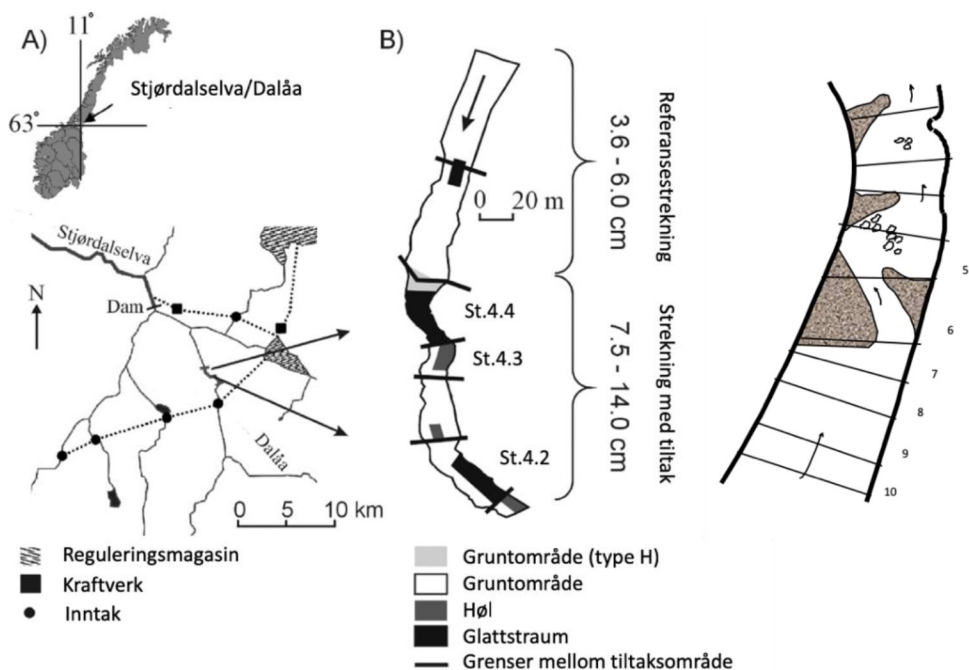 A)
11°
Stjørdalselva/Dalåa
63°
Stjørdalselva
N
Dam
Dalåa
0 5 10 km
Reguleringsmagasin
Kraftverk
Inntak
B)
0 20 m
St.4.4
St.4.3
St.4.2
3.6 - 6.0 cm
Referansestrekning
7.5 - 14.0 cm
Strekning med tiltak
Gruntområde (type H)
Gruntområde
Høl
Glattstraum
Grenser mellom tiltaksområde
5
6
7
8
9
10